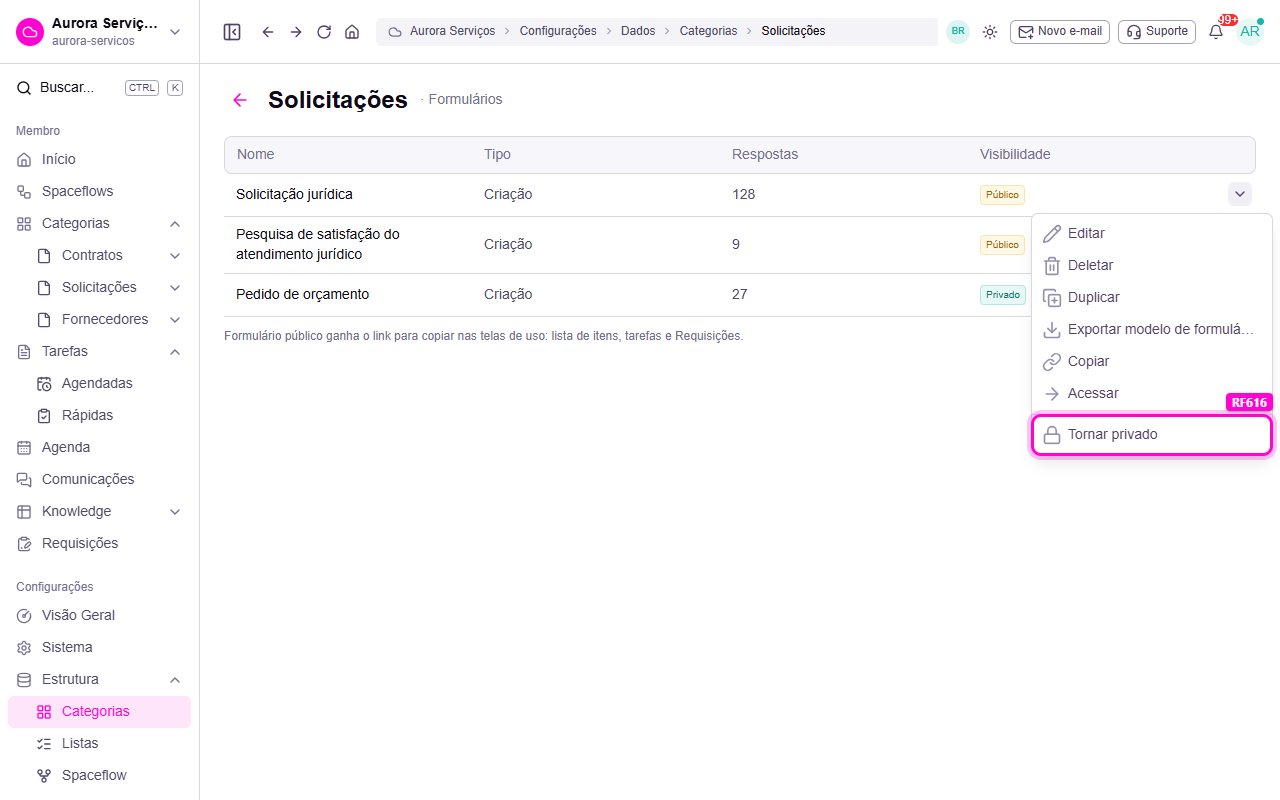 Aurora Serviç...
aurora-servicos
Aurora Serviços > Configurações > Dados > Categorias > Solicitações
BR
Novo e-mail
Suporte
99+
AR
Buscar...
CTRL K
Membro
Início
Spaceflows
Categorias
Contratos
Solicitações
Fornecedores
Tarefas
Agendadas
Rápidas
Agenda
Comunicações
Knowledge
Requisições
Configurações
Visão Geral
Sistema
Estrutura
Categorias
Listas
Spaceflow
Solicitações · Formulários
Nome Tipo Respostas Visibilidade
Solicitação jurídica Criação 128 Público
Pesquisa de satisfação do
atendimento jurídico Criação 9 Público
Pedido de orçamento Criação 27 Privado
Formulário público ganha o link para copiar nas telas de uso: lista de itens, tarefas e Requisições.
Editar
Deletar
Duplicar
Exportar modelo de formulá...
Copiar
Acessar
RF616
Tornar privado